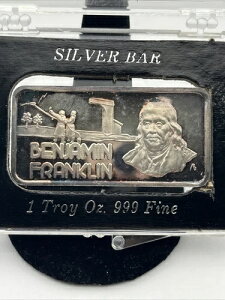 SILVER BAR
BENJAMIN
FRANKLIN
1 Troy Oz. 999 Fine